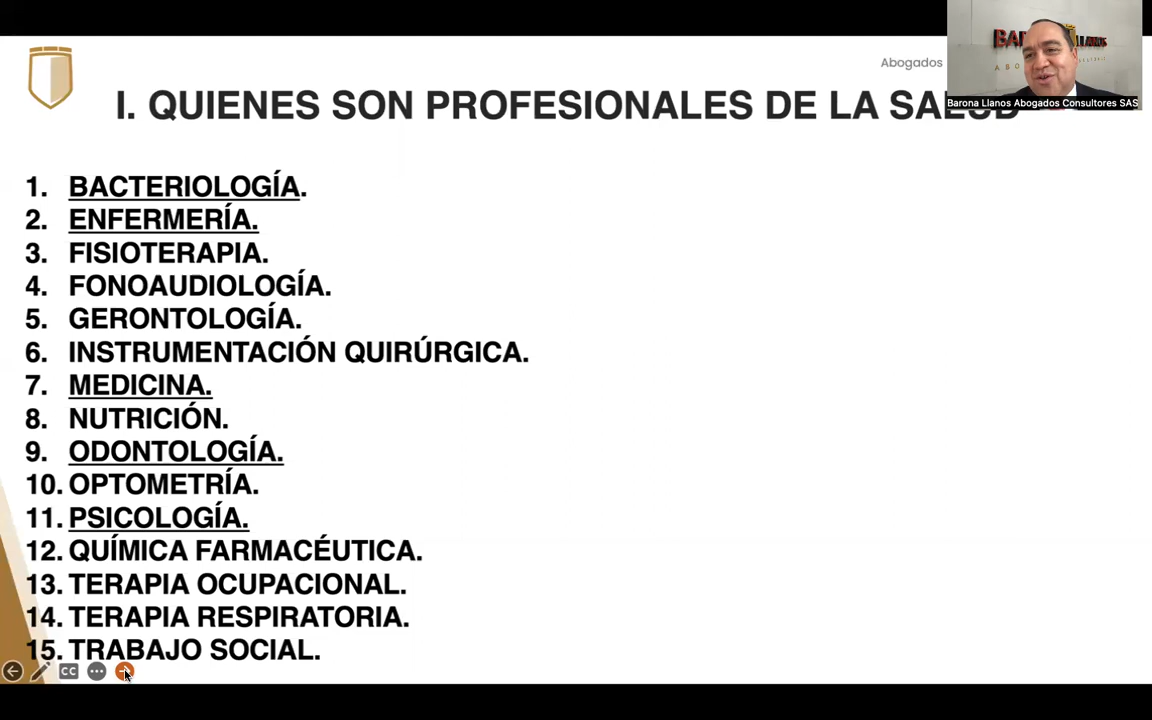 Abogados
I. QUIENES SON PROFESIONALES DE LA SALUD
Barona Llanos Abogados Consultores SAS
1. BACTERIOLOGÍA.
2. ENFERMERÍA.
3. FISIOTERAPIA.
4. FONOAUDIOLOGÍA.
5. GERONTOLOGÍA.
6. INSTRUMENTACIÓN QUIRÚRGICA.
7. MEDICINA.
8. NUTRICIÓN.
9. ODONTOLOGÍA.
10. OPTOMETRÍA.
11. PSICOLOGÍA.
12. QUÍMICA FARMACÉUTICA.
13. TERAPIA OCUPACIONAL.
14. TERAPIA RESPIRATORIA.
15. TRABAJO SOCIAL.
CC